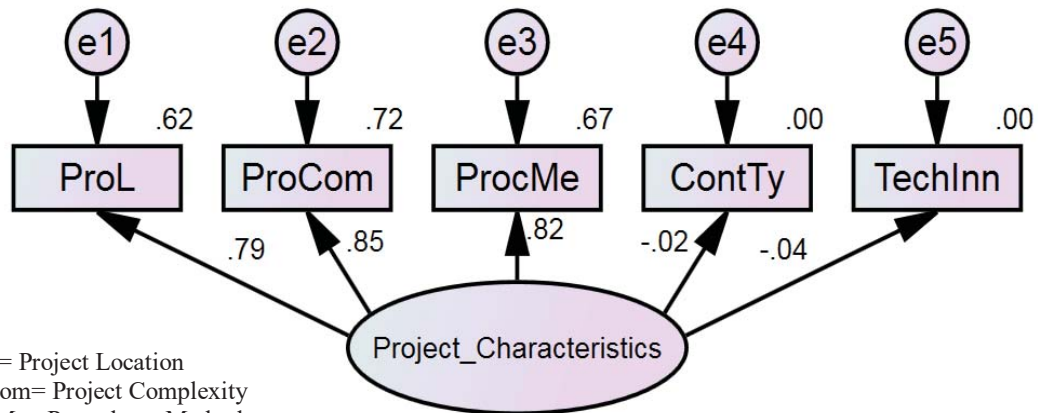 e1 e2 e3 e4 e5
.62 .72 .67 .00 .00
ProL ProCom ProcMe ContTy TechInn
.79 .85 .82 -.02 -.04
Project_Characteristics
= Project Location
om= Project Complexity